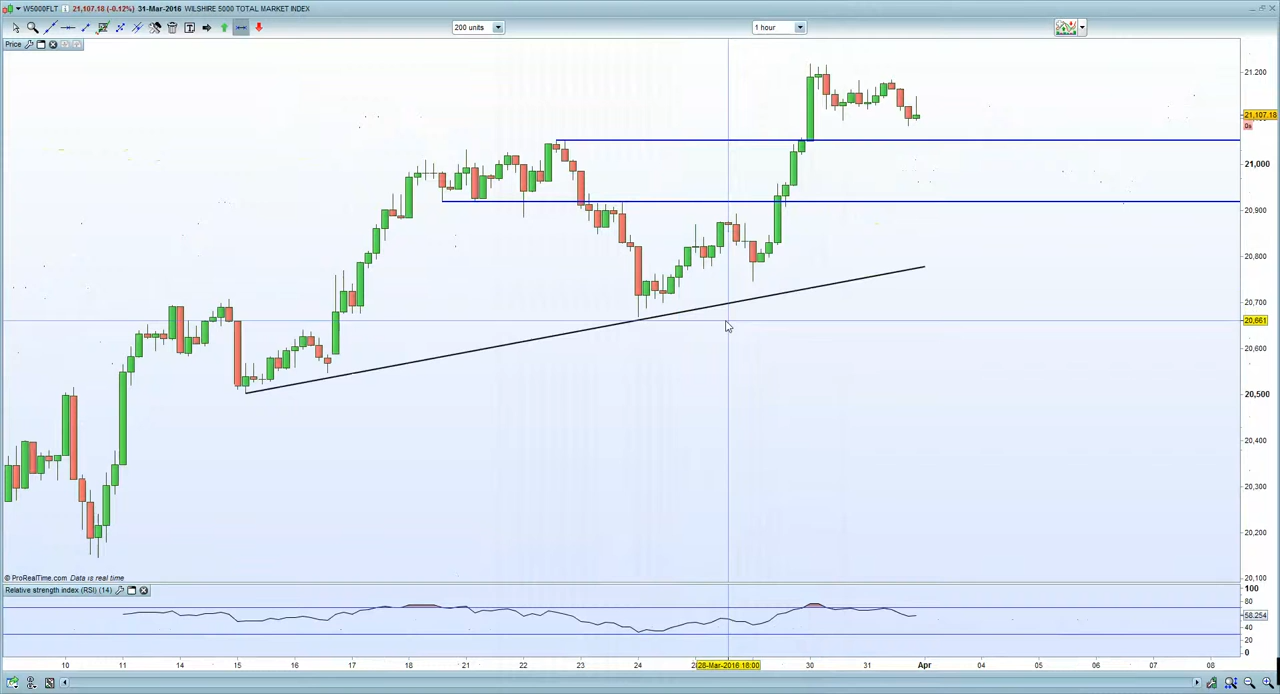 W5000FLT 21,107.18 (-0.12%) 31-Mar-2016 WILSHIRE 5000 TOTAL MARKET INDEX
200 units
1 hour
Price
21,200
21,107.18
0s
21,000
20,900
20,800
20,700
20,661
20,600
20,500
20,400
20,300
20,200
20,100
© ProRealTime.com Data is real time
Relative strength index (RSI) (14)
100
80
58.254
40
20
0
10 11 14 15 16 17 18 21 22 23 24 28-Mar-2016 18:00 30 31 Apr 04 05 06 07 08